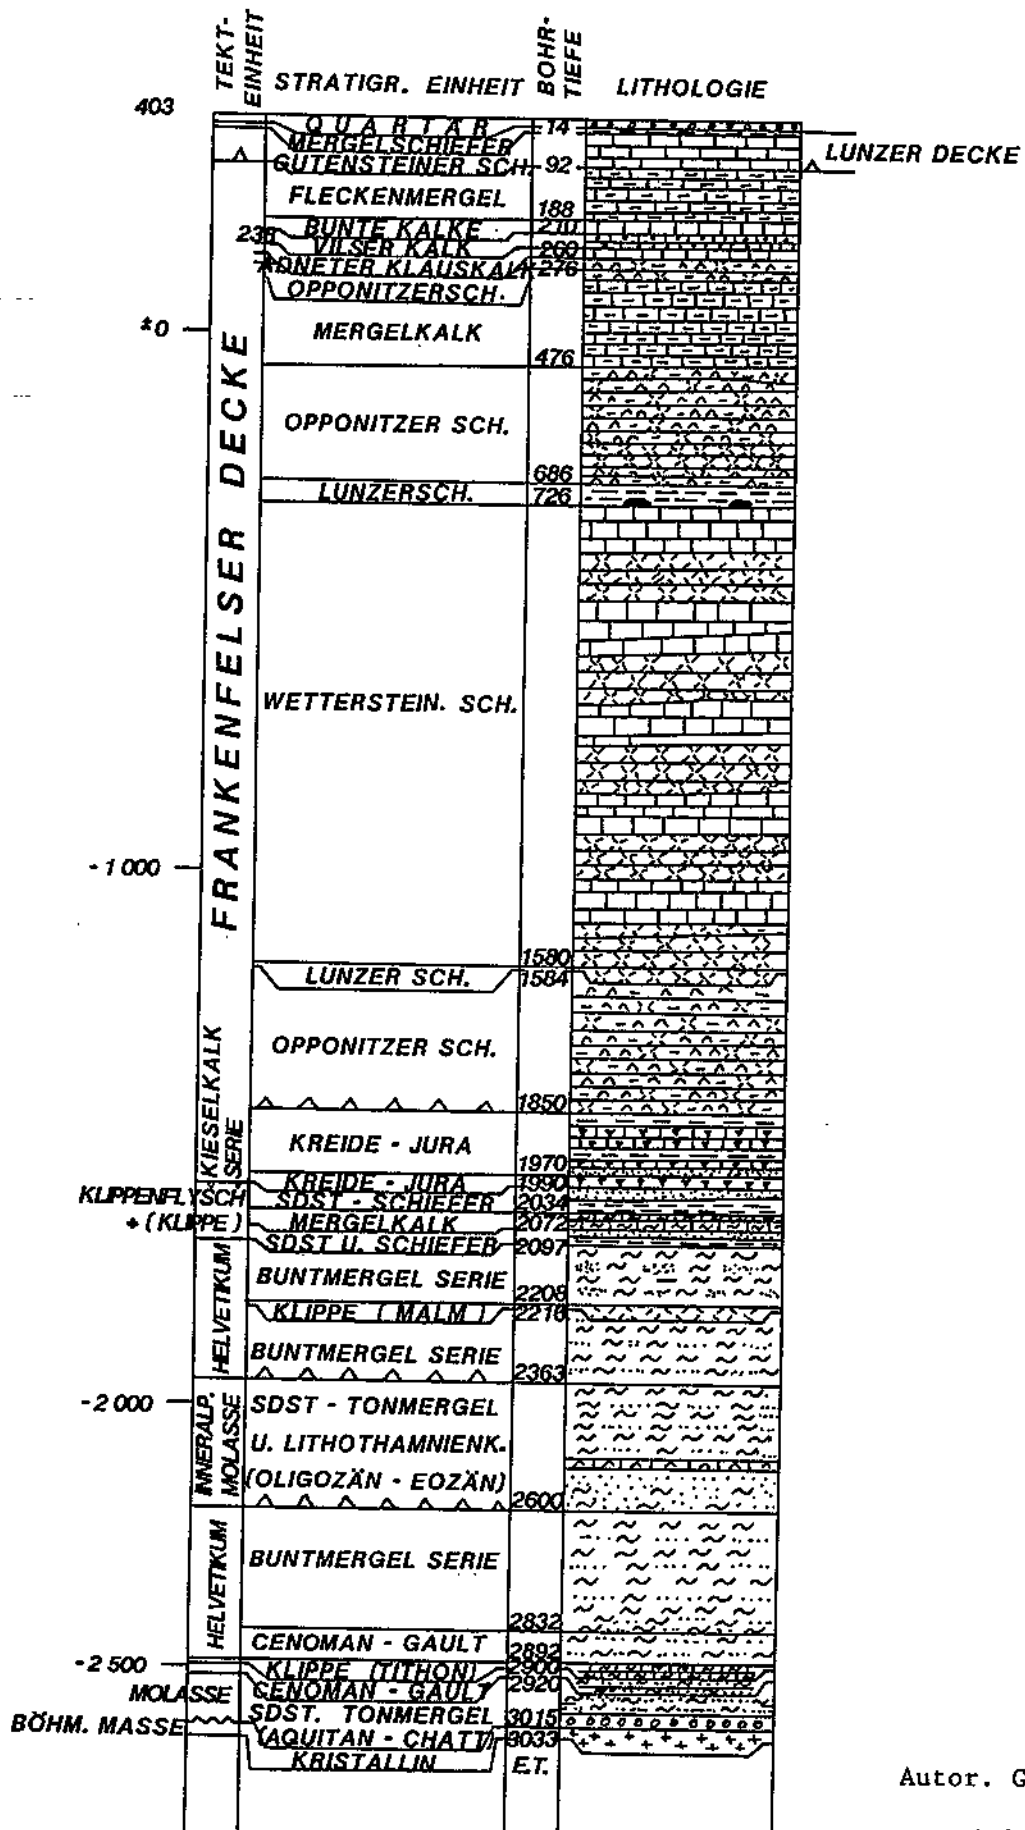 TEKT-EINHEIT
STRATIGR. EINHEIT
BOHR-TIEFE
LITHOLOGIE
403
QUARTÄR
14
MERGELSCHIEFER
LUNZER DECKE
GUTENSTEINER SCH.
92
FLECKENMERGEL
188
BUNTE KALKE
210
VILSER KALK
260
ADNETER KLAUSKALK
276
OPPONITZERSCH.
±0
MERGELKALK
476
FRANKENFELSER DECKE
OPPONITZER SCH.
686
LUNZERSCH.
726
WETTERSTEIN. SCH.
-1000
1580
LUNZER SCH.
1584
OPPONITZER SCH.
1850
KIESELKALK
SERIE
KREIDE - JURA
1970
KREIDE - JURA
1990
KLIPPENFLYSCH
SDST - SCHIEFER
2034
+ (KLIPPE)
MERGELKALK
2072
SDST U. SCHIEFER
2097
HELVETIKUM
BUNTMERGEL SERIE
2208
KLIPPE (MALM)
2216
BUNTMERGEL SERIE
2363
-2000
INNERALP.
MOLASSE
SDST - TONMERGEL
U. LITHOTHAMNIENK.
(OLIGOZÄN - EOZÄN)
2600
HELVETIKUM
BUNTMERGEL SERIE
2832
CENOMAN - GAULT
2892
-2500
KLIPPE (TITHON)
2900
CENOMAN - GAULT
2920
MOLASSE
SDST. TONMERGEL
3015
BÖHM. MASSE
(AQUITAN - CHATT)
3033
KRISTALLIN
E.T.
Autor. G